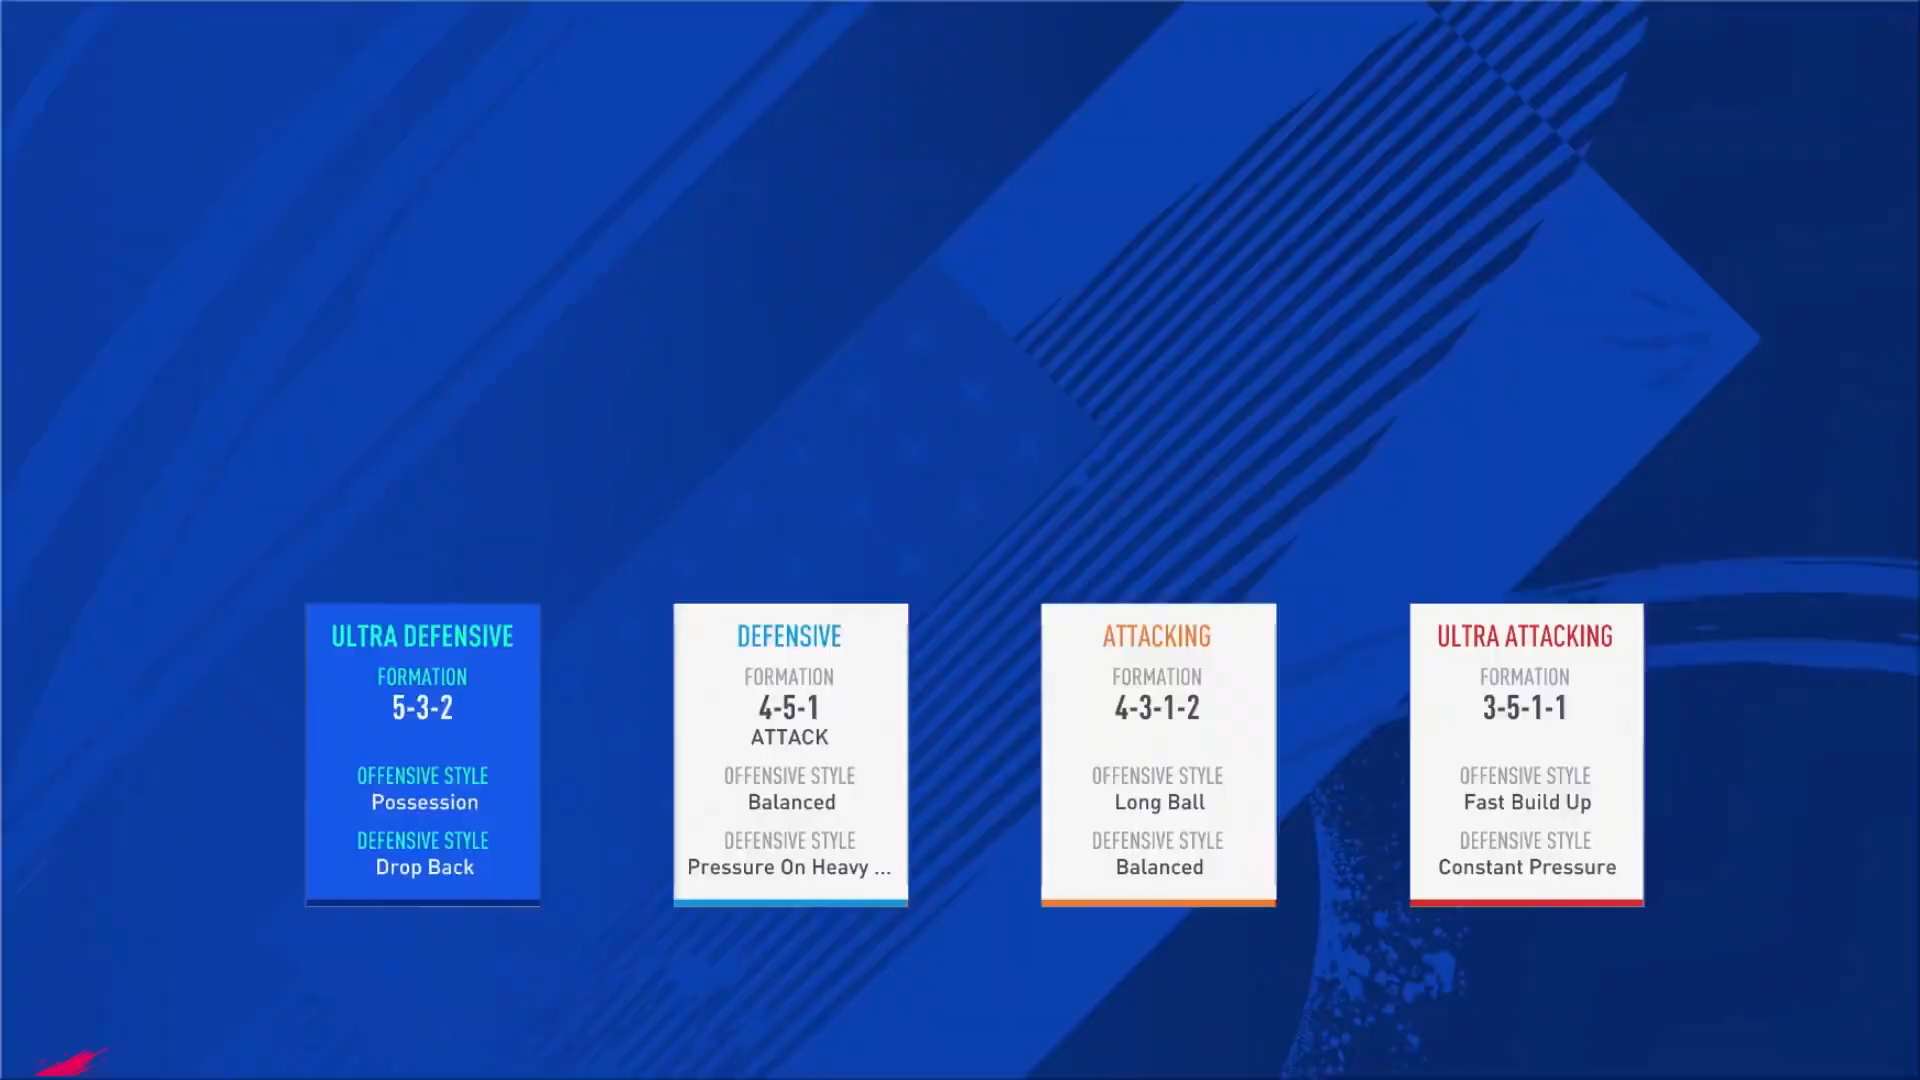 ULTRA DEFENSIVE
FORMATION
5-3-2
OFFENSIVE STYLE
Possession
DEFENSIVE STYLE
Drop Back
DEFENSIVE
FORMATION
4-5-1
ATTACK
OFFENSIVE STYLE
Balanced
DEFENSIVE STYLE
Pressure On Heavy ...
ATTACKING
FORMATION
4-3-1-2
OFFENSIVE STYLE
Long Ball
DEFENSIVE STYLE
Balanced
ULTRA ATTACKING
FORMATION
3-5-1-1
OFFENSIVE STYLE
Fast Build Up
DEFENSIVE STYLE
Constant Pressure